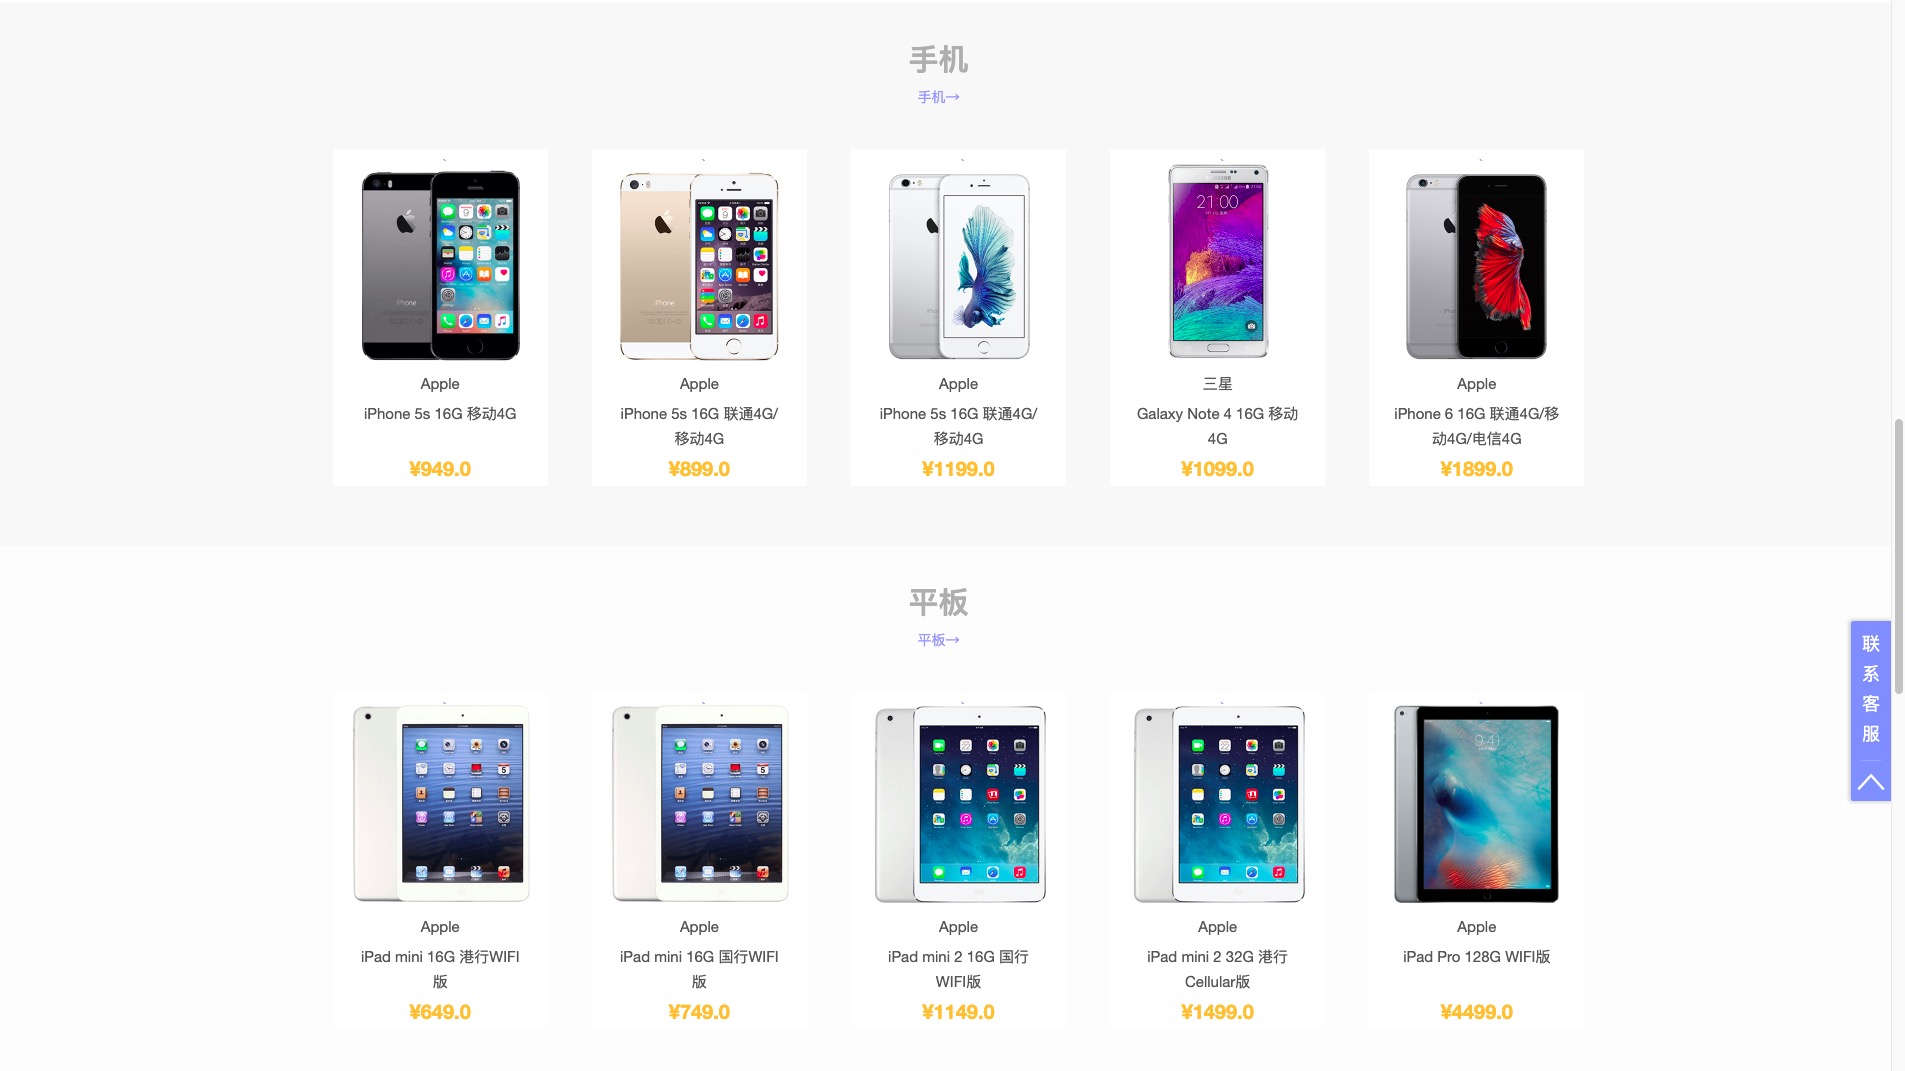 手机
手机→
iPhone
iPhone
21:00
Apple
iPhone 5s 16G 移动4G
¥949.0
Apple
iPhone 5s 16G 联通4G/
移动4G
¥899.0
Apple
iPhone 5s 16G 联通4G/
移动4G
¥1199.0
三星
Galaxy Note 4 16G 移动
4G
¥1099.0
Apple
iPhone 6 16G 联通4G/移
动4G/电信4G
¥1899.0
平板
平板→
9:41
Apple
iPad mini 16G 港行WIFI
版
¥649.0
Apple
iPad mini 16G 国行WIFI
版
¥749.0
Apple
iPad mini 2 16G 国行
WIFI版
¥1149.0
Apple
iPad mini 2 32G 港行
Cellular版
¥1499.0
Apple
iPad Pro 128G WIFI版
¥4499.0
联
系
客
服